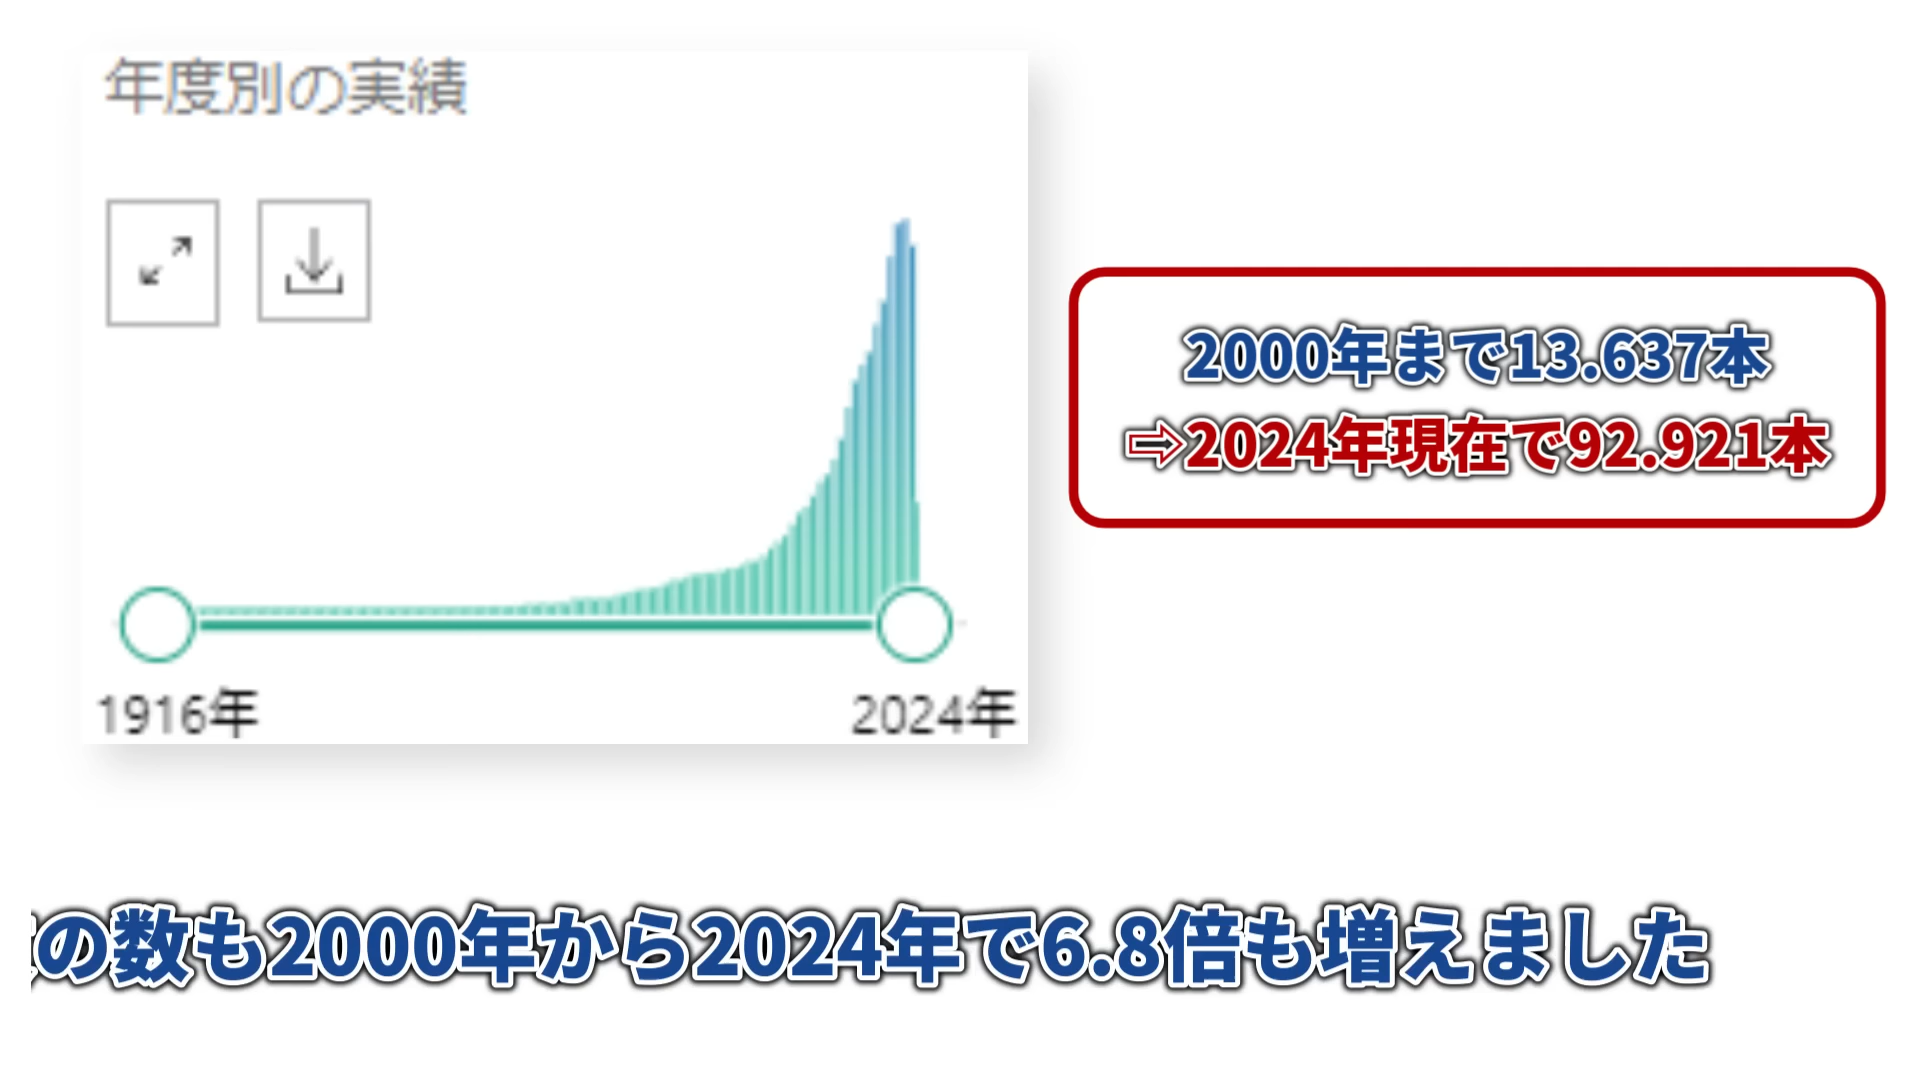 年度別の実績
1916年
2024年
2000年まで13.637本
⇨2024年現在で92.921本
の数も2000年から2024年で6.8倍も増えました